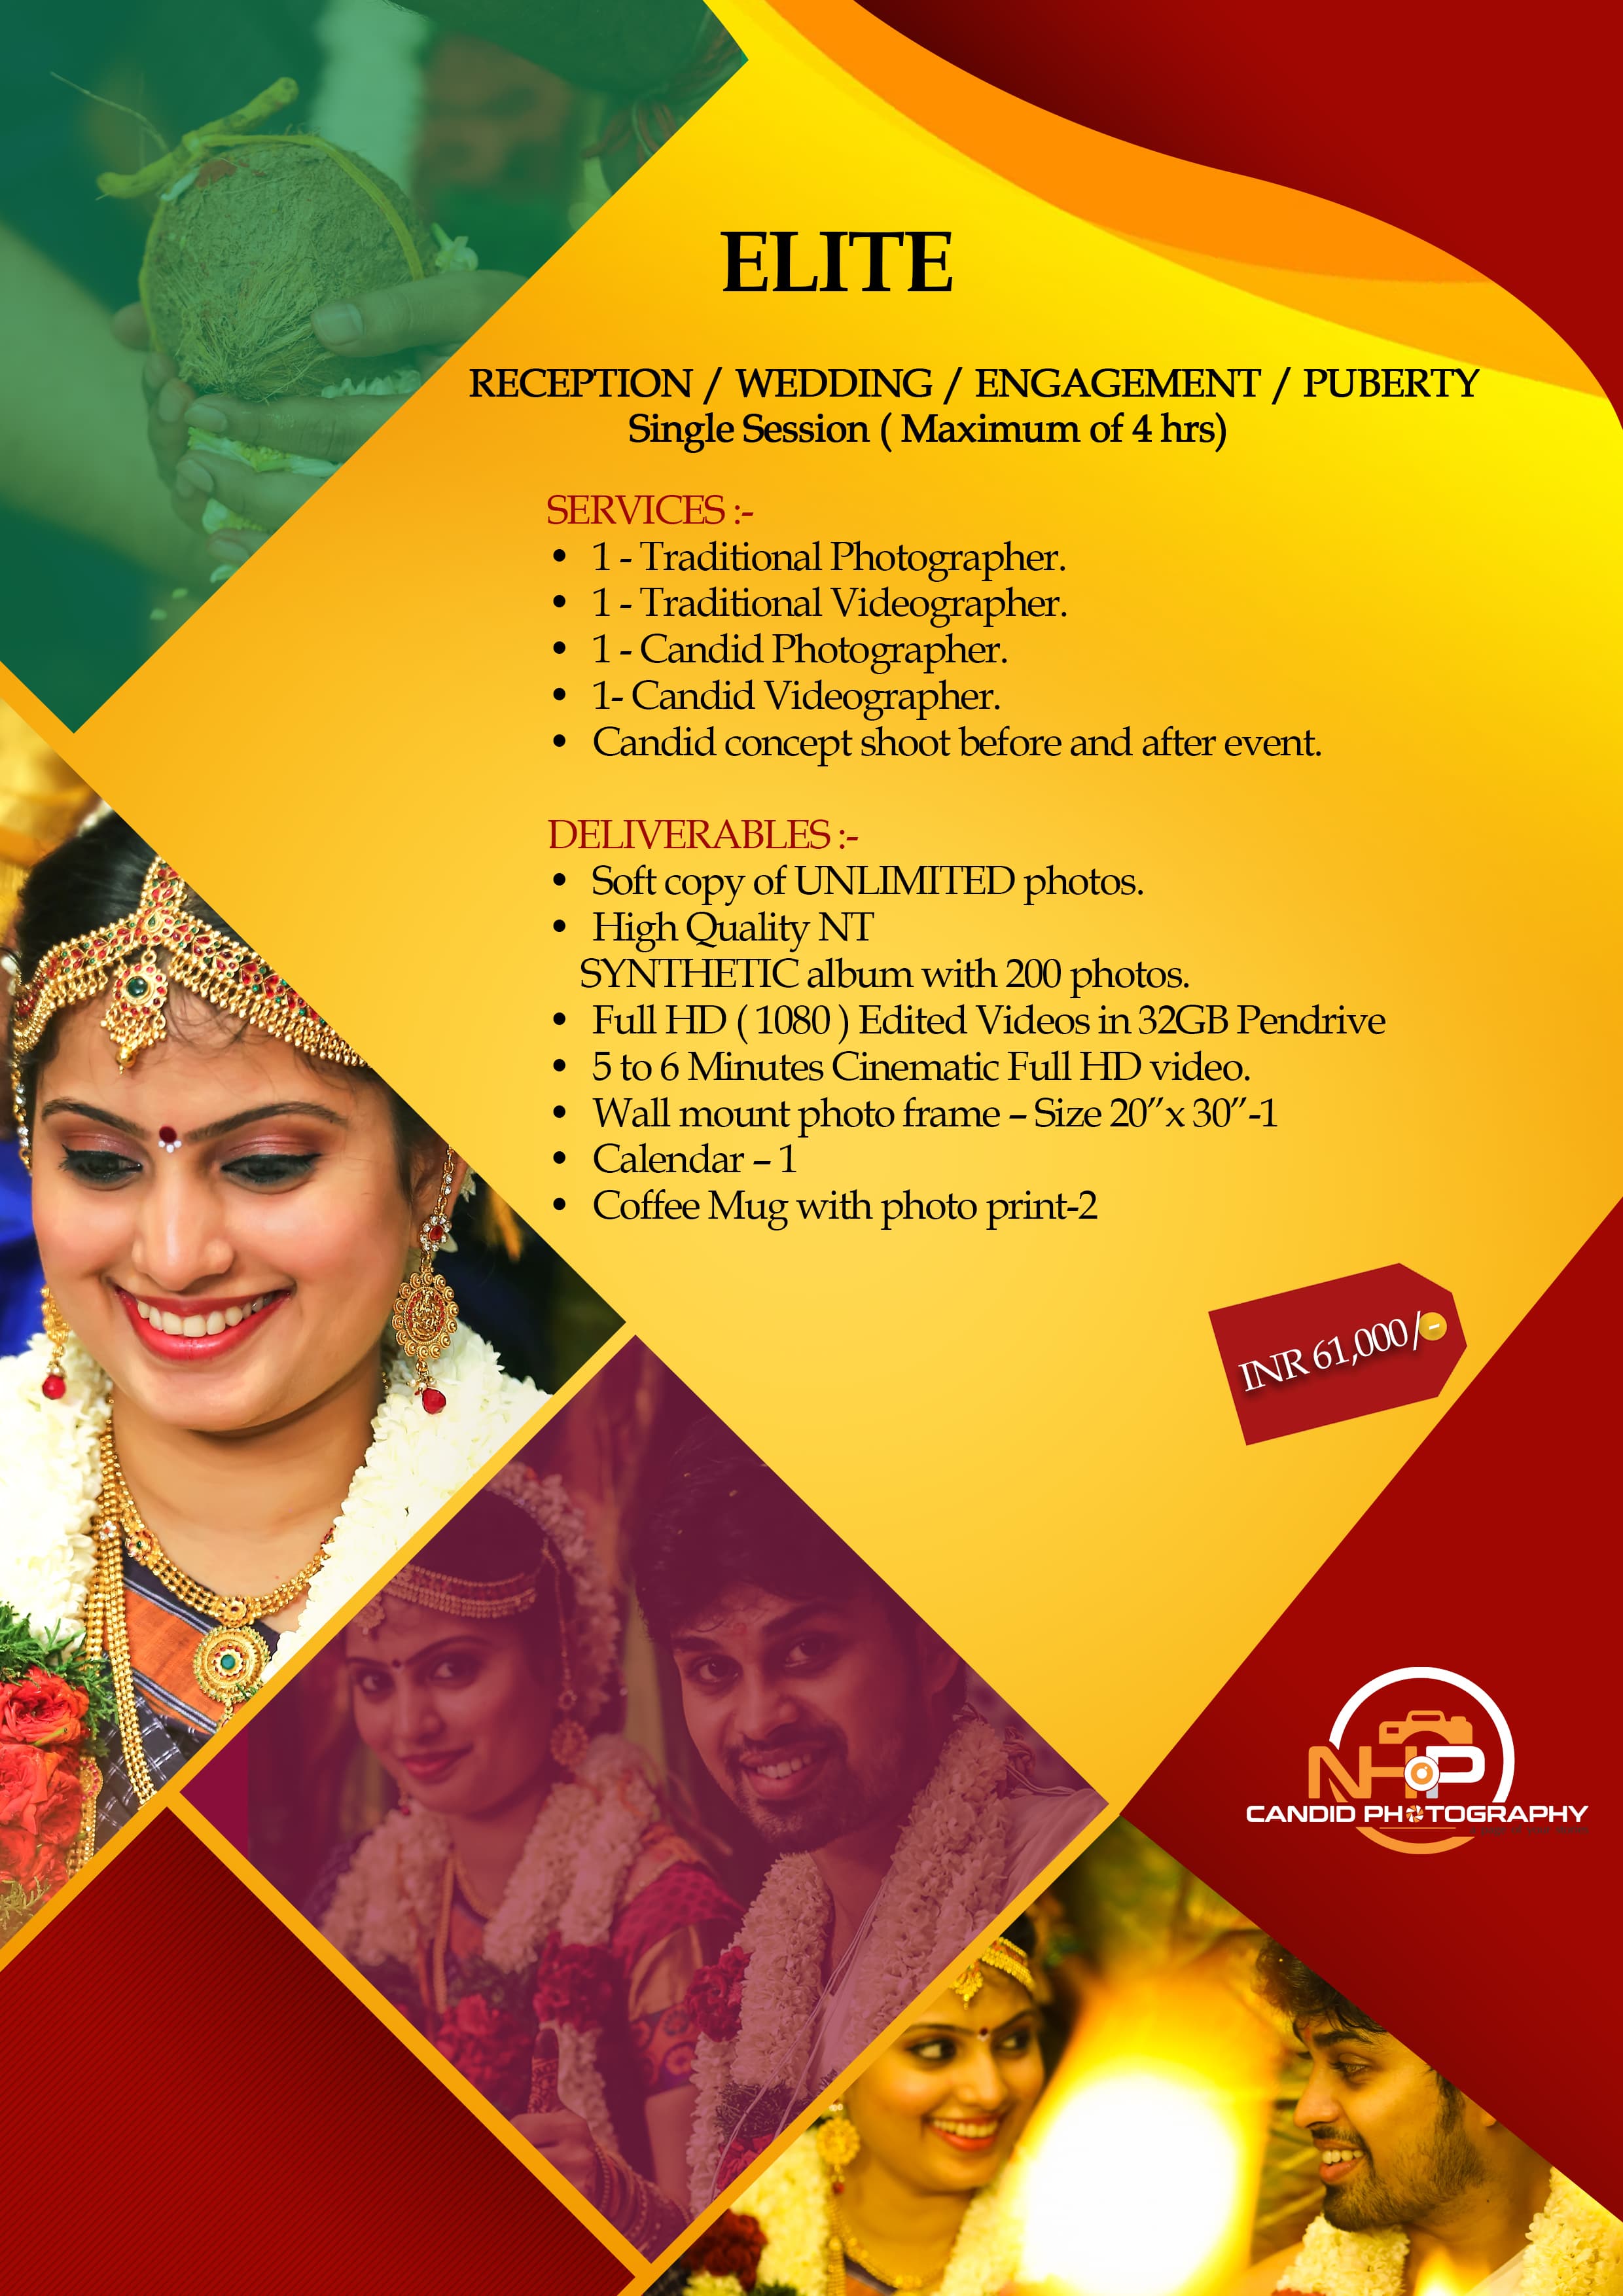 ELITE
RECEPTION / WEDDING / ENGAGEMENT / PUBERTY
Single Session ( Maximum of 4 hrs)
SERVICES :-
• 1 - Traditional Photographer.
• 1 - Traditional Videographer.
• 1 - Candid Photographer.
• 1- Candid Videographer.
• Candid concept shoot before and after event.
DELIVERABLES :-
• Soft copy of UNLIMITED photos.
• High Quality NT
SYNTHETIC album with 200 photos.
• Full HD ( 1080 ) Edited Videos in 32GB Pendrive
• 5 to 6 Minutes Cinematic Full HD video.
• Wall mount photo frame – Size 20”x 30”-1
• Calendar – 1
• Coffee Mug with photo print-2
INR 61,000/-
NHP
CANDID PHOTOGRAPHY